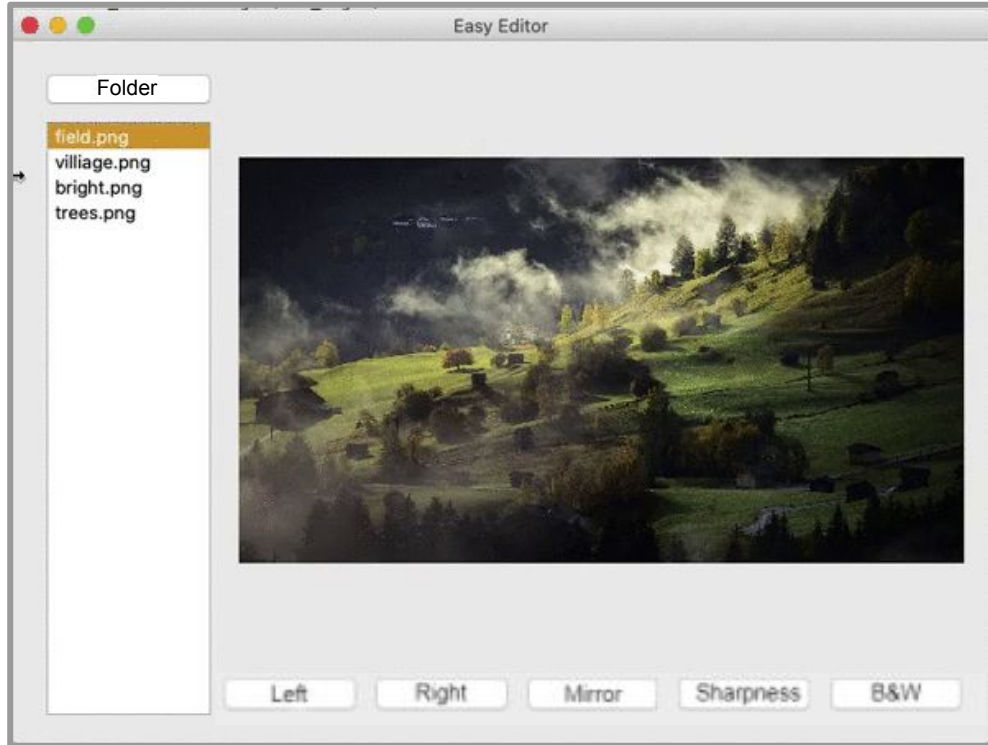 Easy Editor
Folder
field.png
villiage.png
bright.png
trees.png
Left Right Mirror Sharpness B&W